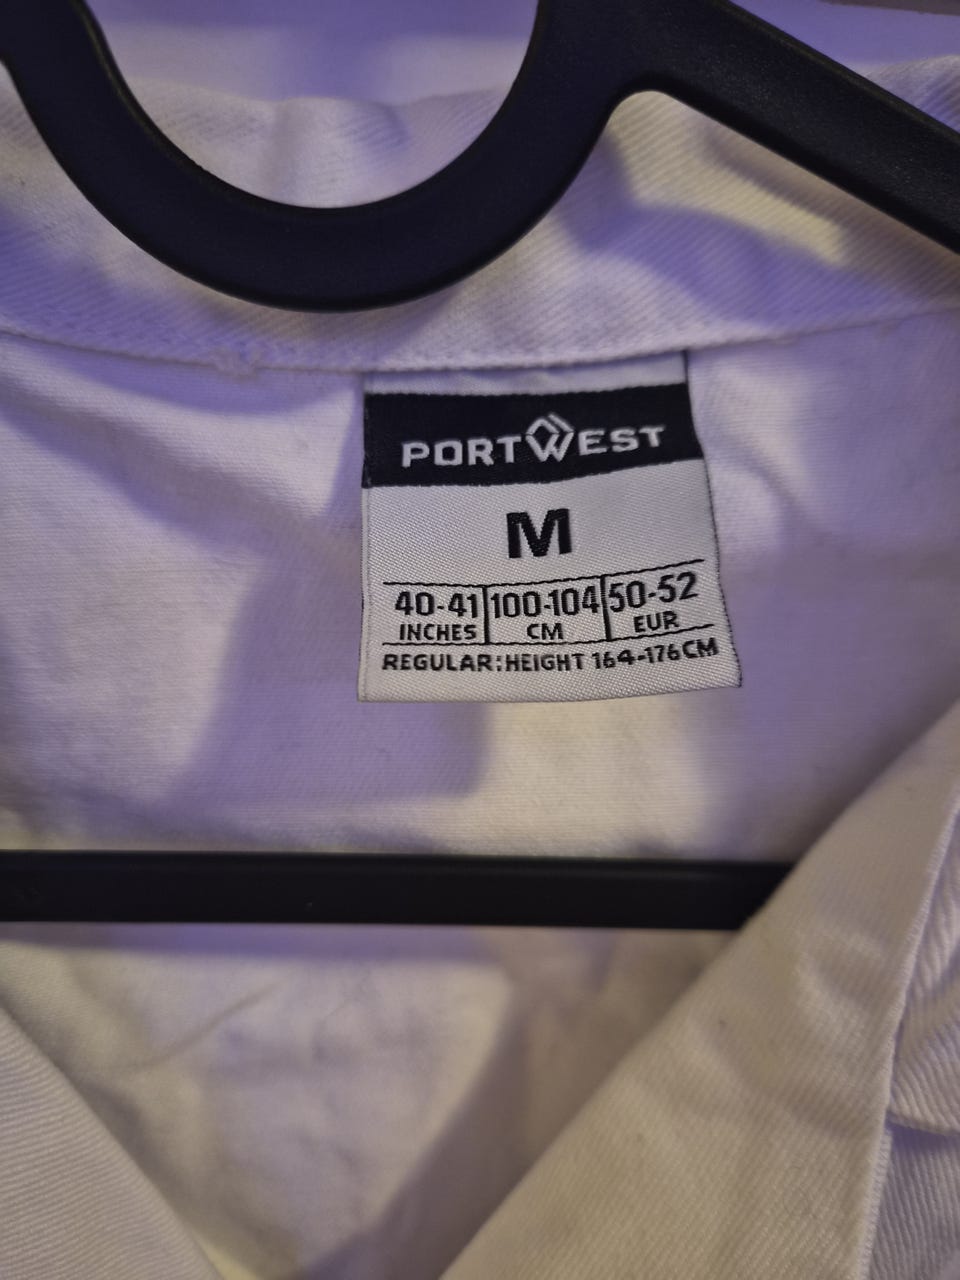 PORTWEST
M
40-41 100-104 50-52
INCHES CM EUR
REGULAR:HEIGHT 164-176CM